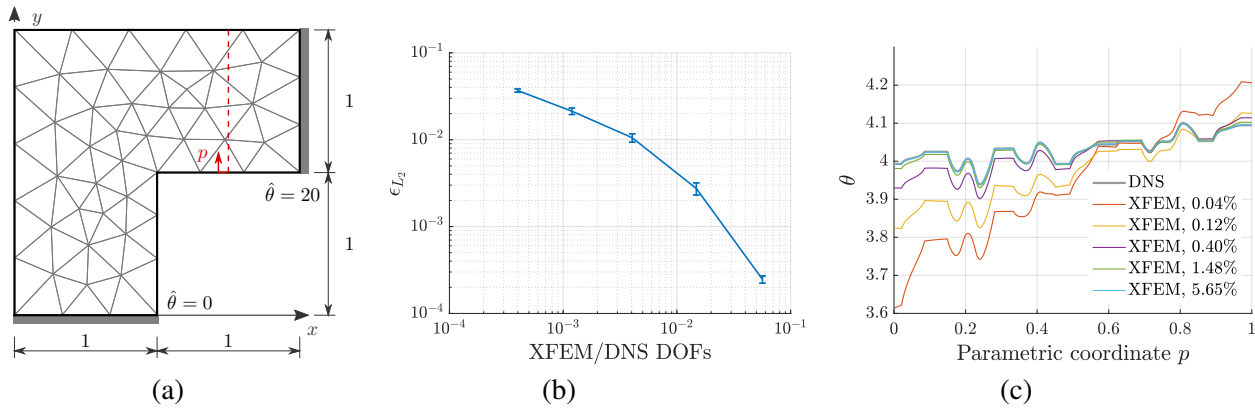 y
1
p
θ̂ = 20
1
θ̂ = 0
x
1
1
(a)
10⁻¹
10⁻²
10⁻³
10⁻⁴
ϵ_{L₂}
10⁻⁴ 10⁻³ 10⁻² 10⁻¹
XFEM/DNS DOFs
(b)
4.2
4.1
4
3.9
3.8
3.7
3.6
θ
DNS
XFEM, 0.04%
XFEM, 0.12%
XFEM, 0.40%
XFEM, 1.48%
XFEM, 5.65%
0 0.2 0.4 0.6 0.8 1
Parametric coordinate p
(c)